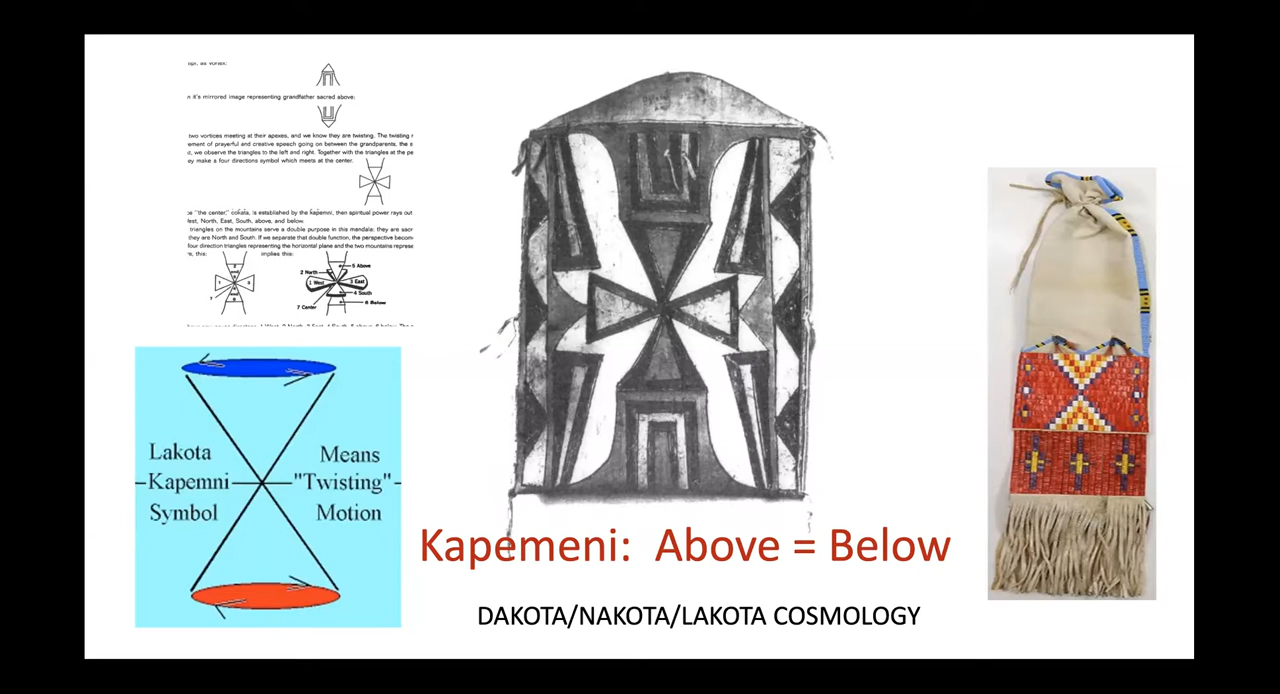 n it's mirrored image representing grandfather sacred above:
two vortices meeting at their apexes, and we know they are twisting. The twisting
ement of prayerful and creative speech going on between the grandparents, the
we observe the triangles to the left and right. Together with the triangles at the
ey make a four directions symbol which meets at the center.
"the center," is established by the kapemni, then spiritual power rays out
est, North, East, South, above, and below.
triangles on the mountains serve a double purpose in this mandala: they are
they are North and South. If we separate that double function, the perspective
four direction triangles representing the horizontal plane and the two mountains
this: implies this:
5 Above
2 North
1 West
3 East
4 South
6 Below
7 Center
1 3
7
Lakota Means
Kapemni "Twisting"
Symbol Motion
Kapemeni: Above = Below
DAKOTA/NAKOTA/LAKOTA COSMOLOGY